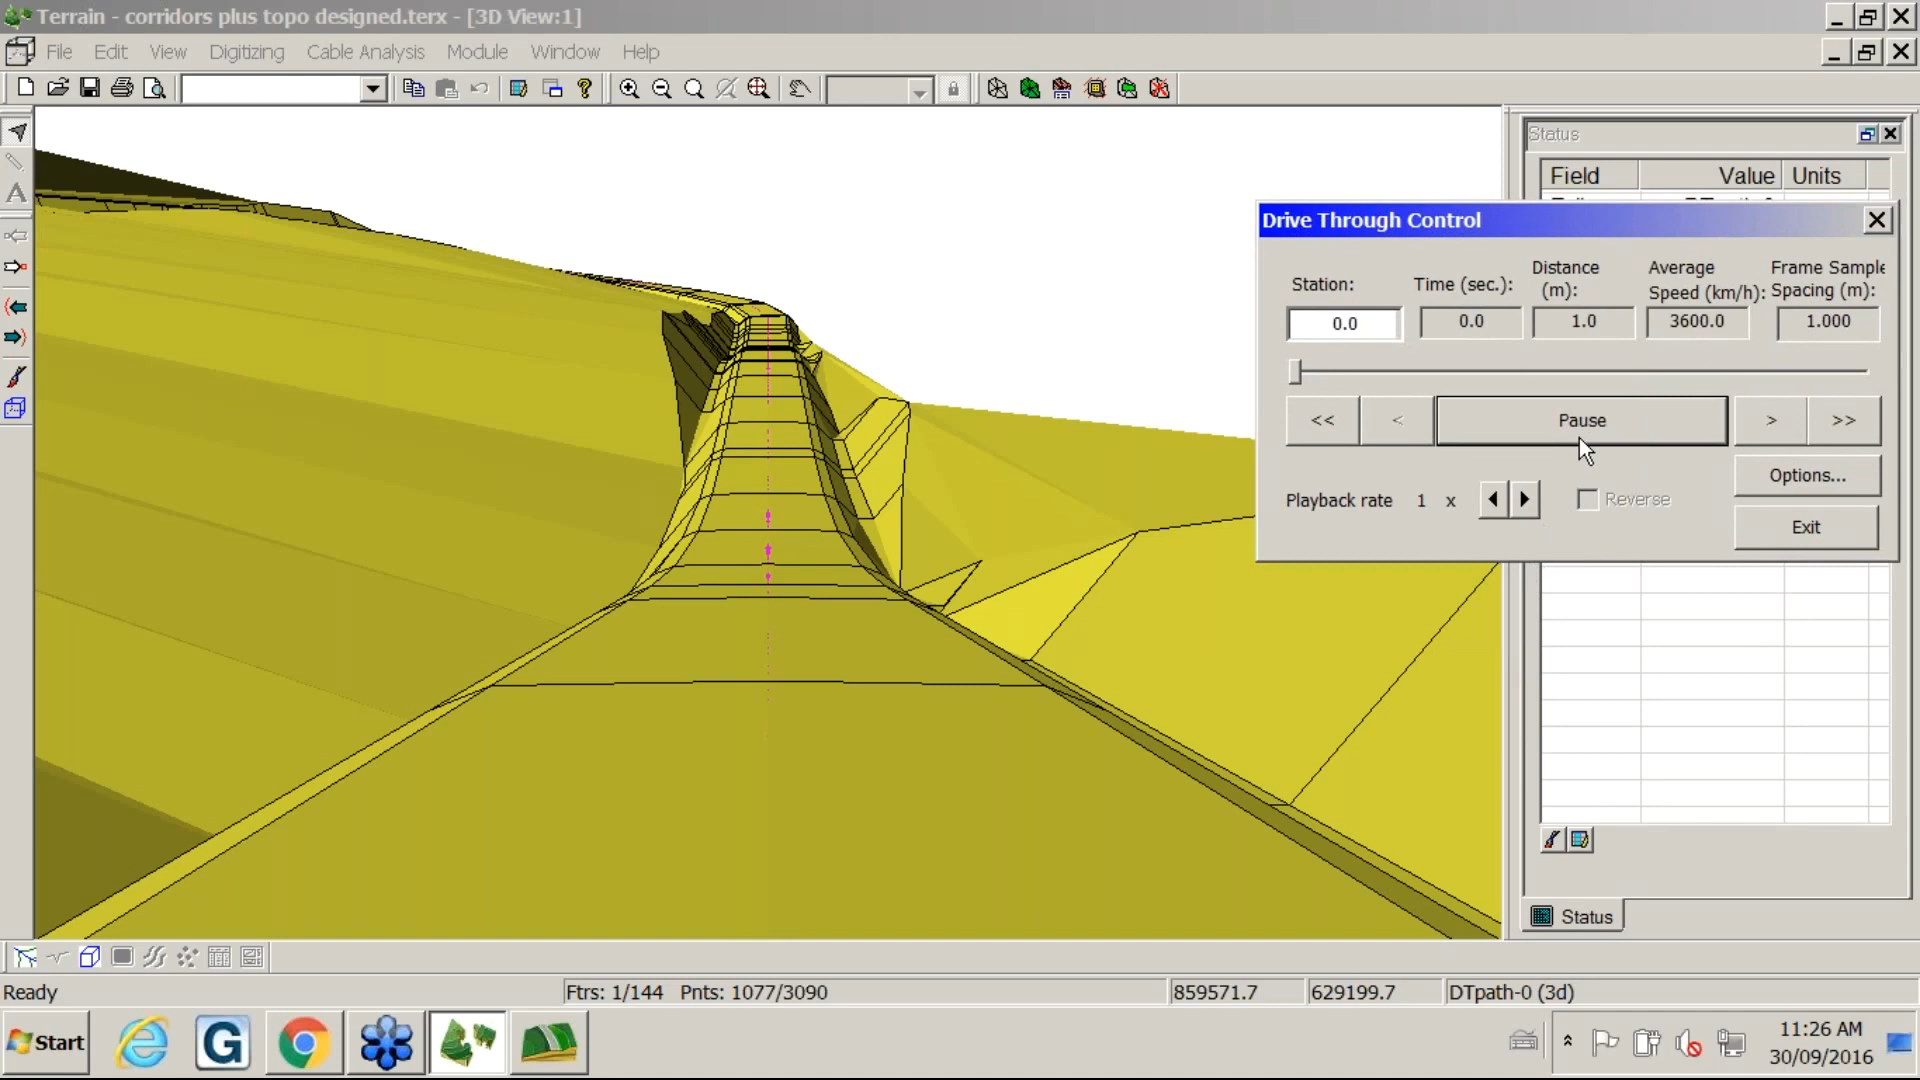 Terrain - corridors plus topo designed.terx - [3D View:1]
File Edit View Digitizing Cable Analysis Module Window Help
Status
Field Value Units
Drive Through Control
Station: Time (sec.): Distance (m): Average Speed (km/h): Frame Sample Spacing (m):
0.0 0.0 1.0 3600.0 1.000
<< < Pause > >>
Options...
Playback rate 1 x Reverse
Exit
Status
Ready Ftrs: 1/144 Pnts: 1077/3090 859571.7 629199.7 DTpath-0 (3d)
Start 11:26 AM
30/09/2016